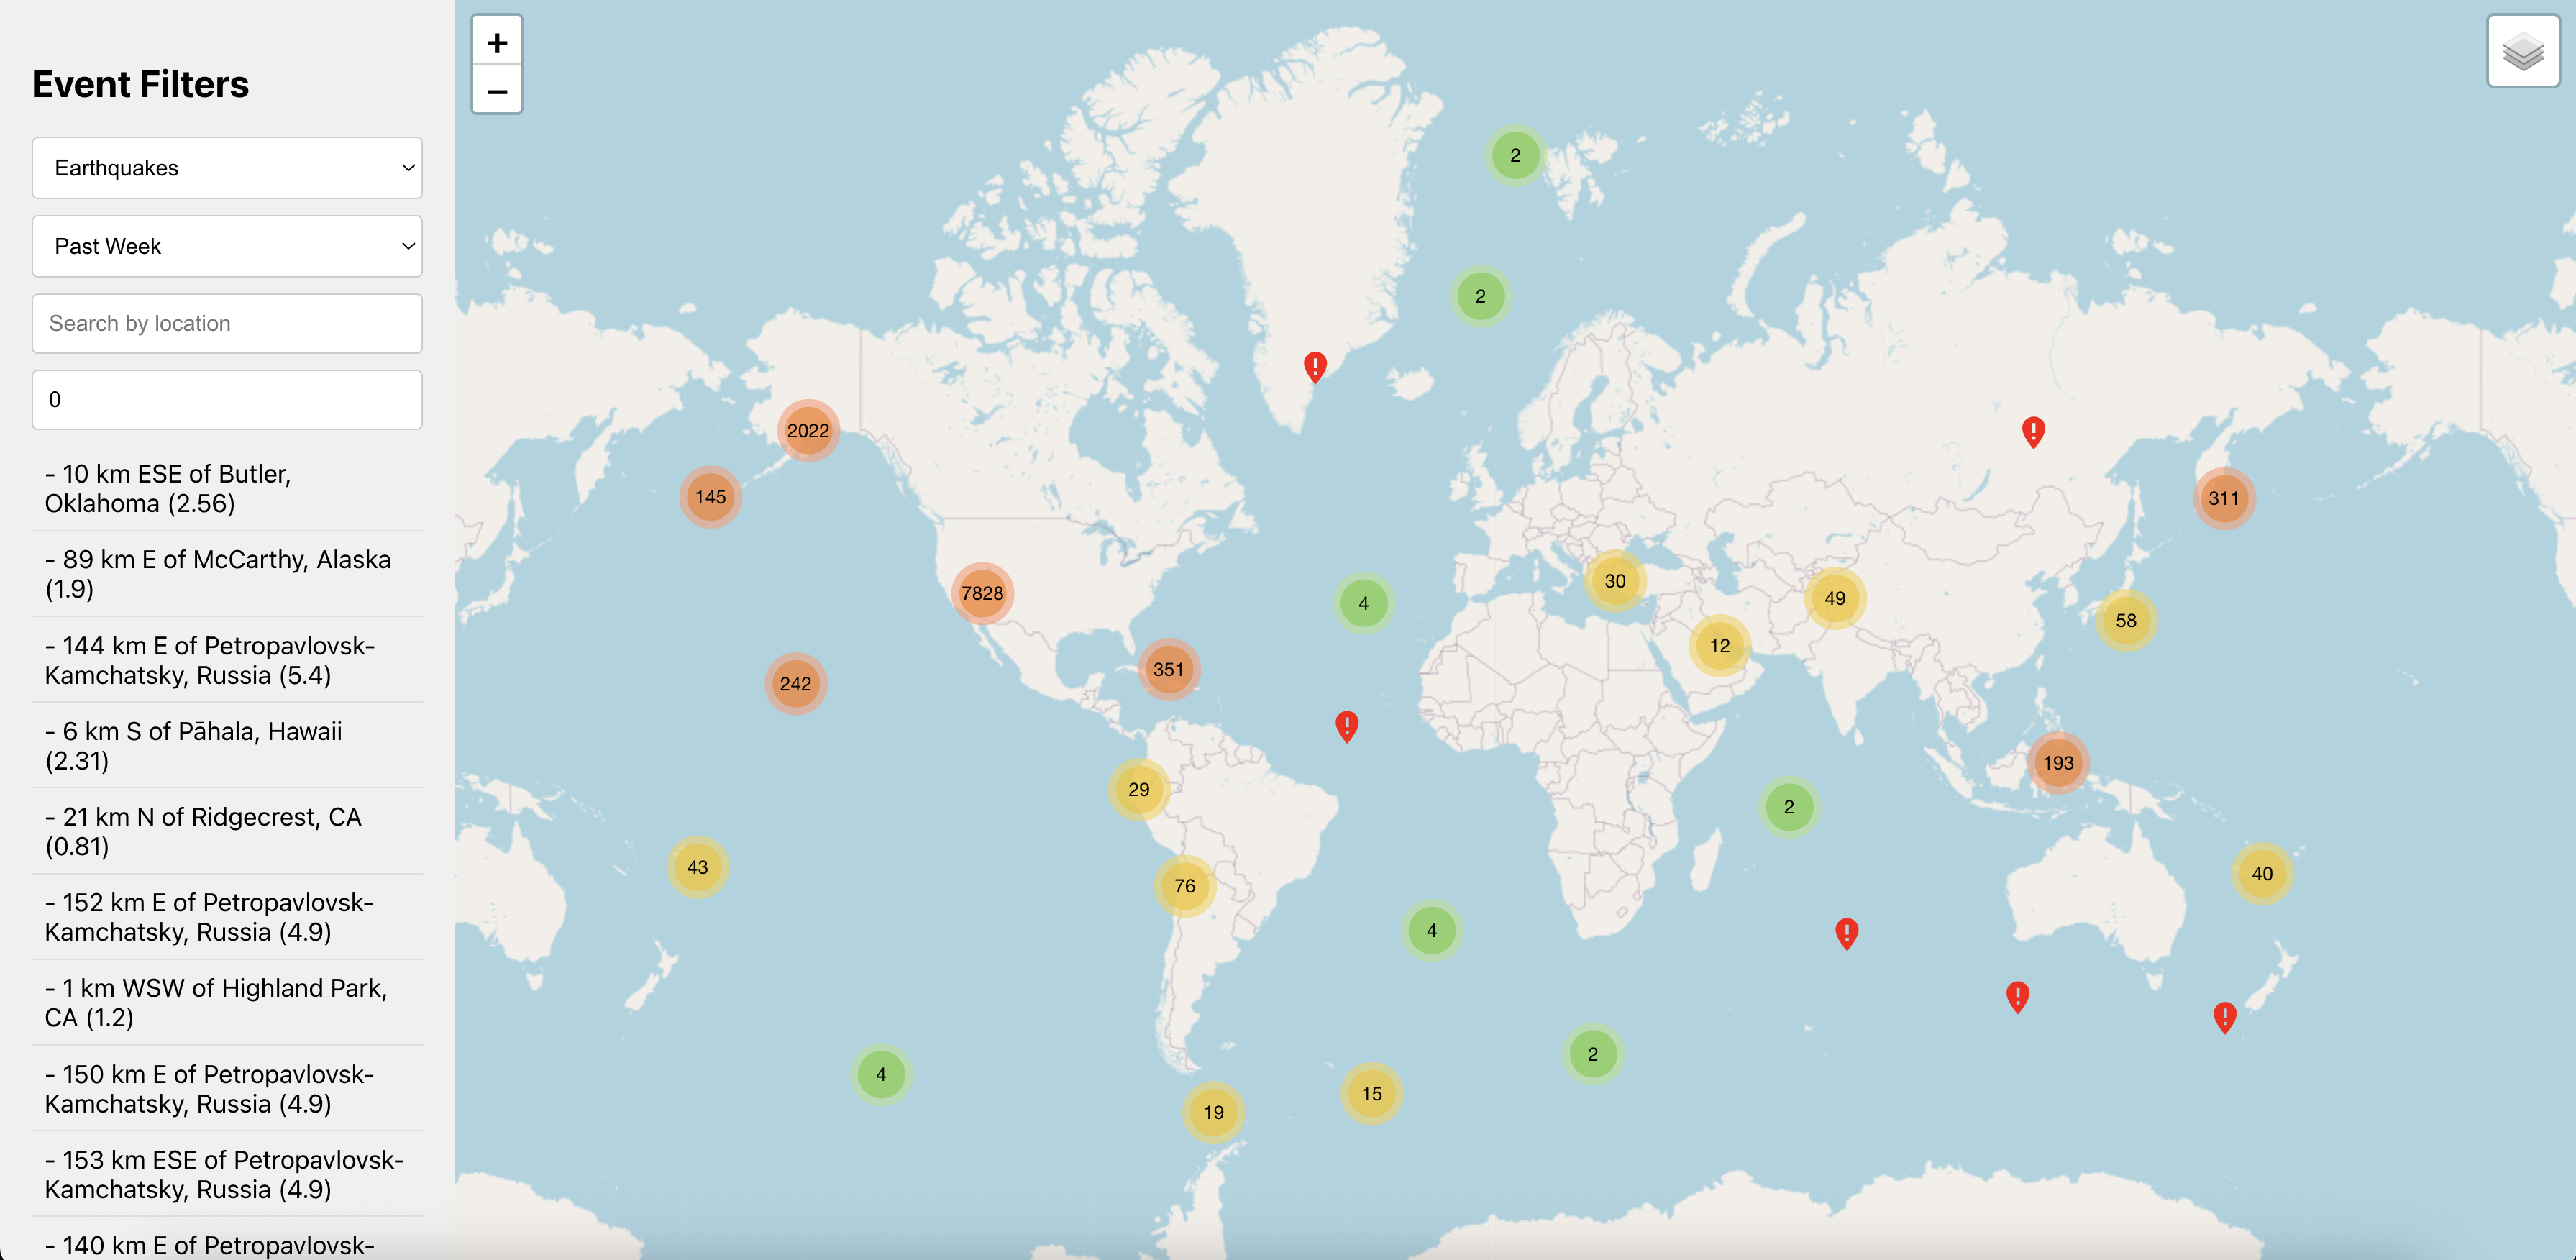 Event Filters
Earthquakes
Past Week
Search by location
0
- 10 km ESE of Butler,
Oklahoma (2.56)
- 89 km E of McCarthy, Alaska
(1.9)
- 144 km E of Petropavlovsk-
Kamchatsky, Russia (5.4)
- 6 km S of Pāhala, Hawaii
(2.31)
- 21 km N of Ridgecrest, CA
(0.81)
- 152 km E of Petropavlovsk-
Kamchatsky, Russia (4.9)
- 1 km WSW of Highland Park,
CA (1.2)
- 150 km E of Petropavlovsk-
Kamchatsky, Russia (4.9)
- 153 km ESE of Petropavlovsk-
Kamchatsky, Russia (4.9)
- 140 km E of Petropavlovsk-
+
−
2
2
2022
145
311
30
49
4
7828
58
12
351
242
193
29
2
43
40
76
4
2
4
15
19